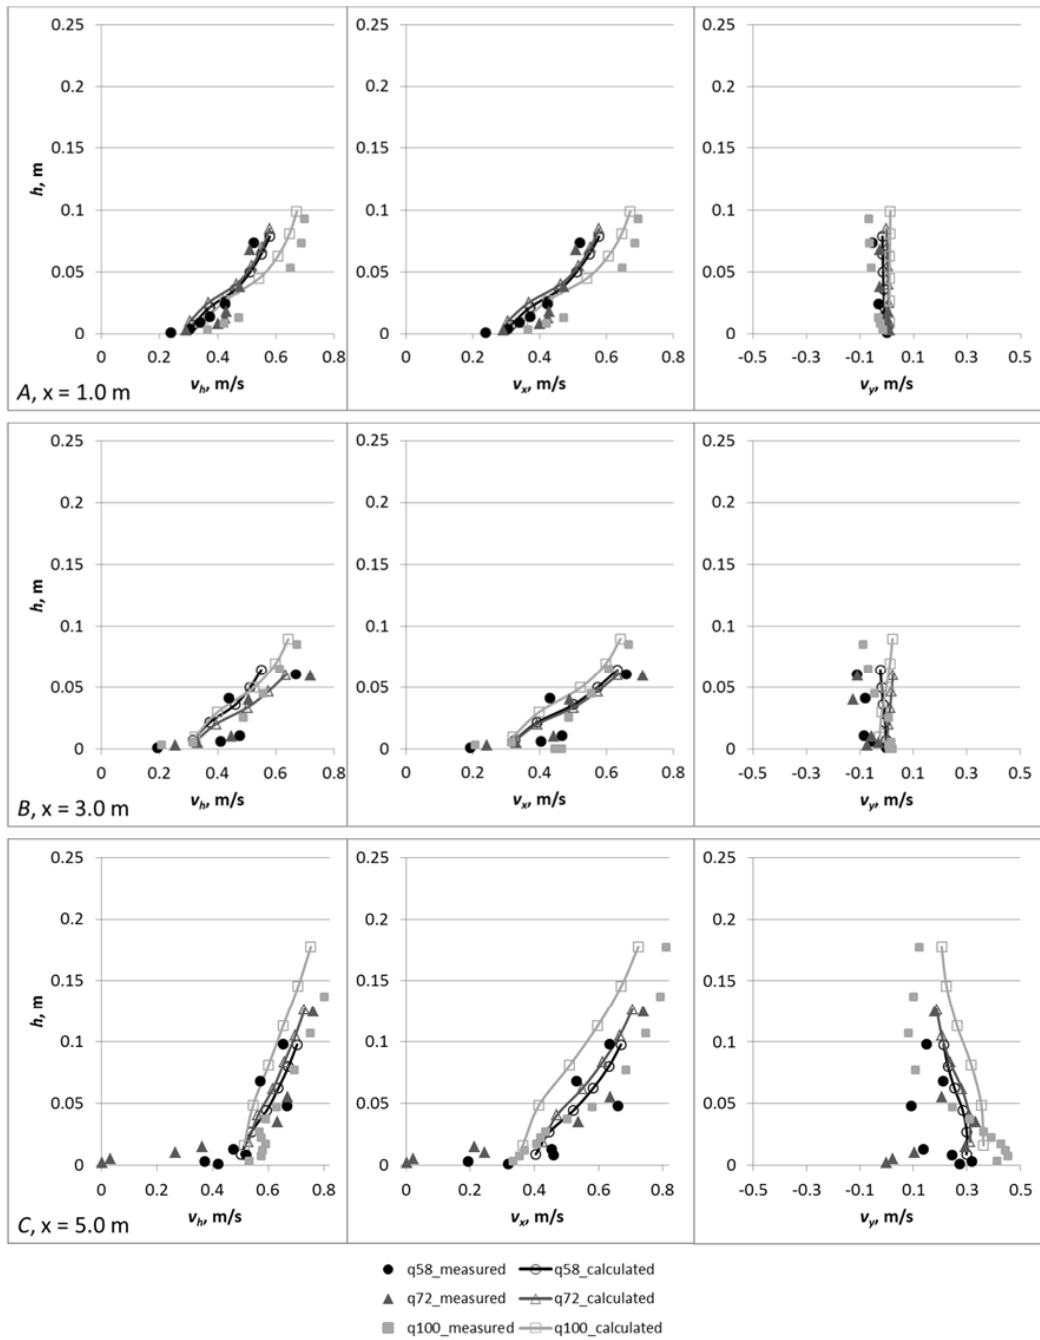 0.25 0.25 0.25
0.2 0.2 0.2
0.15 0.15 0.15
h, m
0.1 0.1 0.1
0.05 0.05 0.05
0 0 0
0 0.2 0.4 0.6 0.8 0 0.2 0.4 0.6 0.8 -0.5 -0.3 -0.1 0.1 0.3 0.5
A, x = 1.0 m vh, m/s vx, m/s vy, m/s
0.25 0.25 0.25
0.2 0.2 0.2
0.15 0.15 0.15
h, m
0.1 0.1 0.1
0.05 0.05 0.05
0 0 0
0 0.2 0.4 0.6 0.8 0 0.2 0.4 0.6 0.8 -0.5 -0.3 -0.1 0.1 0.3 0.5
B, x = 3.0 m vh, m/s vx, m/s vy, m/s
0.25 0.25 0.25
0.2 0.2 0.2
0.15 0.15 0.15
h, m
0.1 0.1 0.1
0.05 0.05 0.05
0 0 0
0 0.2 0.4 0.6 0.8 0 0.2 0.4 0.6 0.8 -0.5 -0.3 -0.1 0.1 0.3 0.5
C, x = 5.0 m vh, m/s vx, m/s vy, m/s
q58_measured q58_calculated
q72_measured q72_calculated
q100_measured q100_calculated